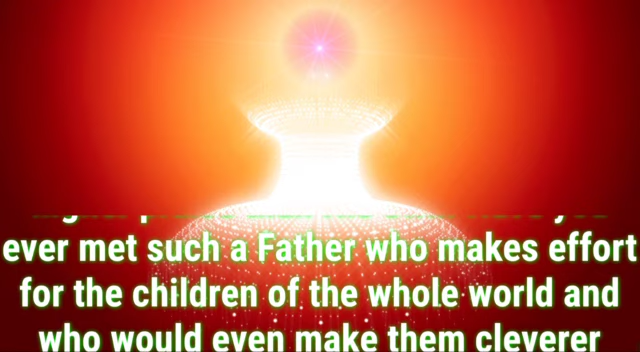 ever met such a Father who makes effort
for the children of the whole world and
who would even make them cleverer